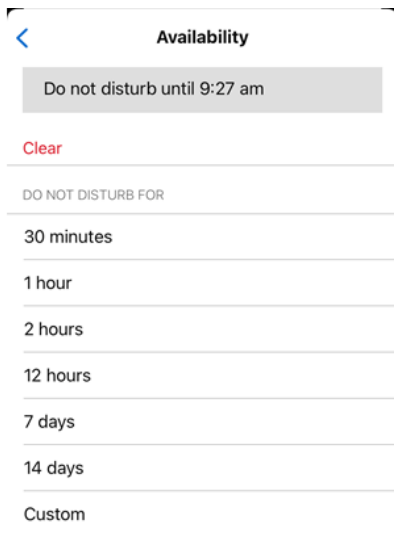 Availability
Do not disturb until 9:27 am
Clear
DO NOT DISTURB FOR
30 minutes
1 hour
2 hours
12 hours
7 days
14 days
Custom